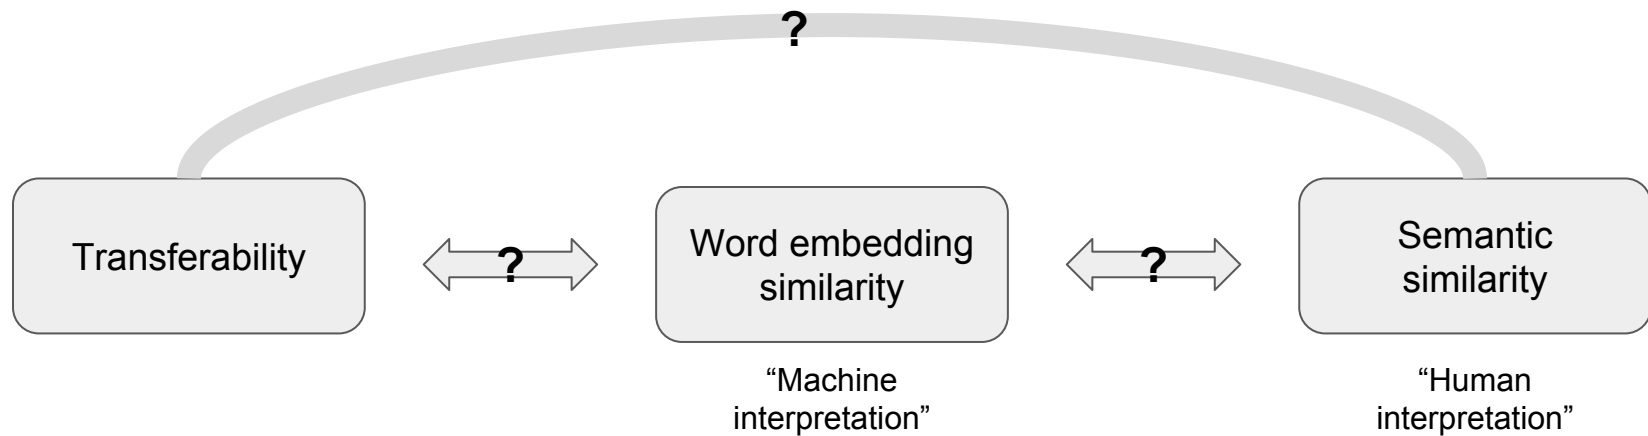 ?
Transferability
?
Word embedding
similarity
?
Semantic
similarity
“Machine
interpretation”
“Human
interpretation”